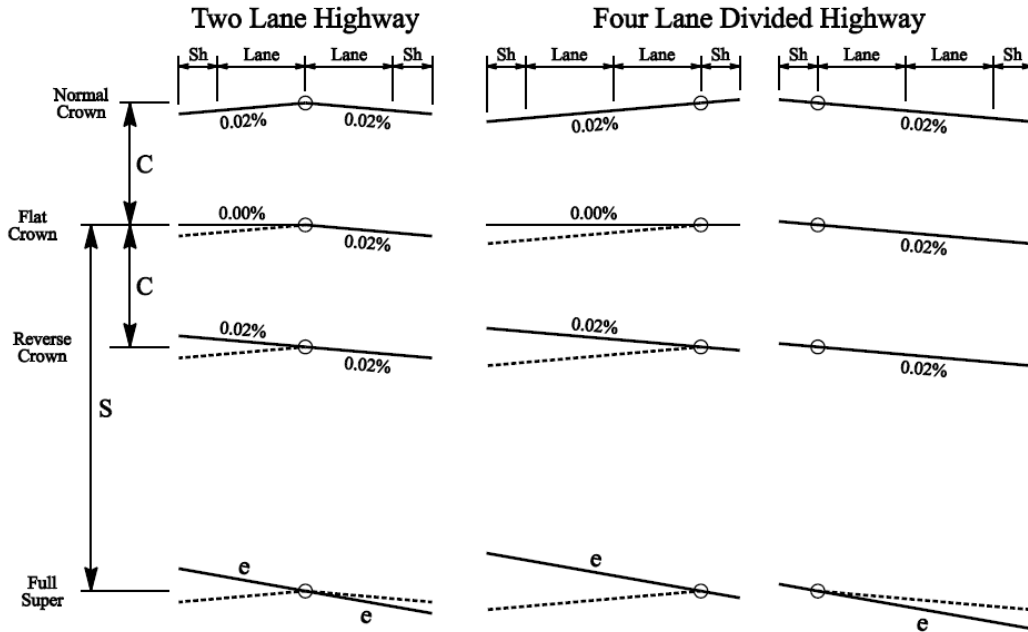 Two Lane Highway
Four Lane Divided Highway
Sh Lane Lane Sh
Sh Lane Lane Sh
Sh Lane Lane Sh
Normal
Crown
0.02% 0.02% 0.02% 0.02%
C
Flat
Crown
0.00% 0.02% 0.00% 0.02%
C
Reverse
Crown
0.02% 0.02% 0.02% 0.02%
S
Full
Super
e e e e